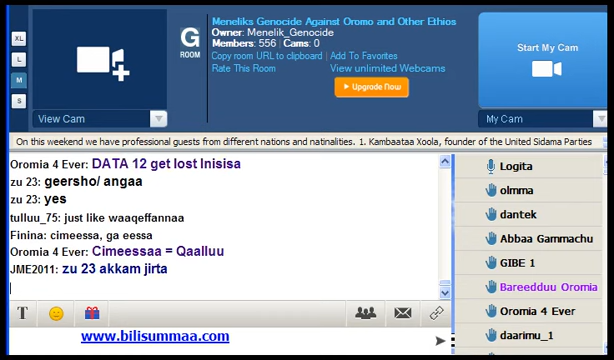 XL
L
M
S
View Cam
G
ROOM
Meneliks Genocide Against Oromo and Other Ethios
Owner: Menelik_Genocide
Members: 556 | Cams: 0
Copy room URL to clipboard | Add To Favorites
Rate This Room
View unlimited Webcams
Upgrade Now
Start My Cam
My Cam
On this weekend we have professional guests from different nations and natinalities. 1. Kambaataa Xoola, founder of the United Sidama Parties
Oromia 4 Ever: DATA 12 get lost Inisisa
zu 23: geersho/ angaa
zu 23: yes
tulluu_75: just like waaqeffannaa
Finina: cimeessa, ga eessa
Oromia 4 Ever: Cimeessaa = Qaalluu
JME2011: zu 23 akkam jirta
T
www.bilisummaa.com
Logita
olmma
dantek
Abbaa Gammachu
GIBE 1
Bareedduu Oromia
Oromia 4 Ever
daarimu_1